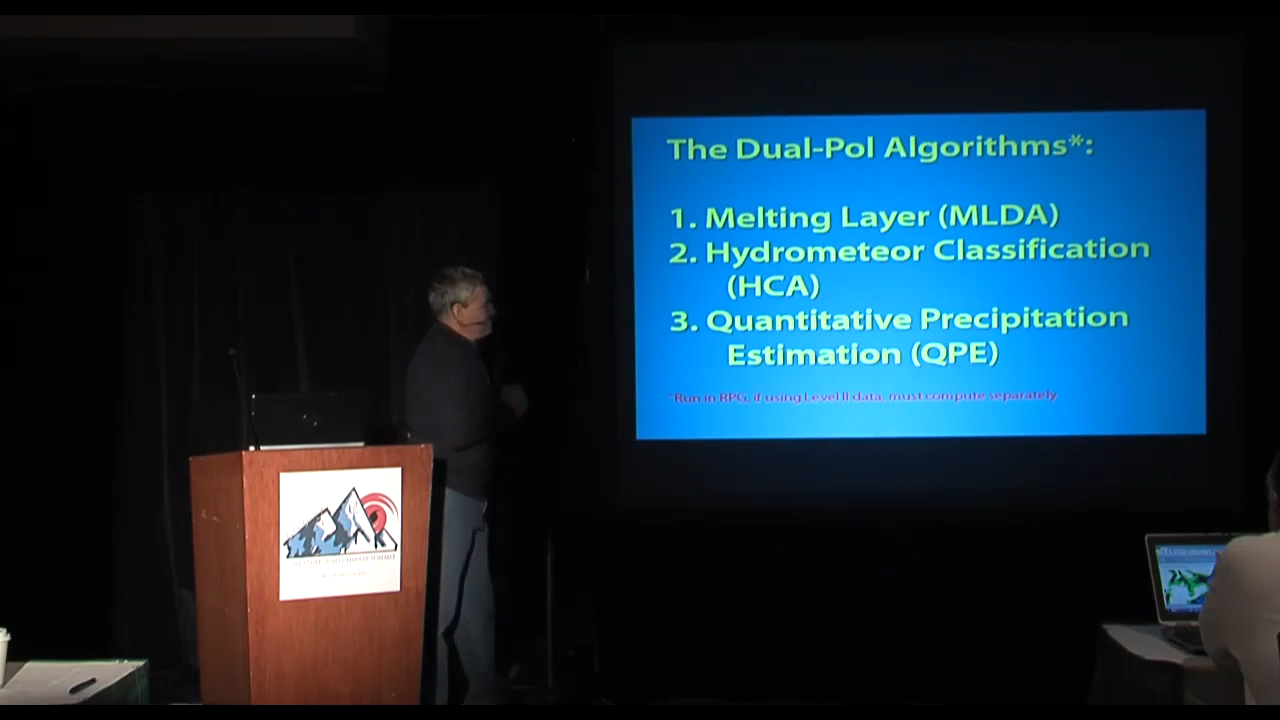 The Dual-Pol Algorithms*:
1. Melting Layer (MLDA)
2. Hydrometeor Classification
(HCA)
3. Quantitative Precipitation
Estimation (QPE)
*Run in RPG, if using Level II data, must compute separately